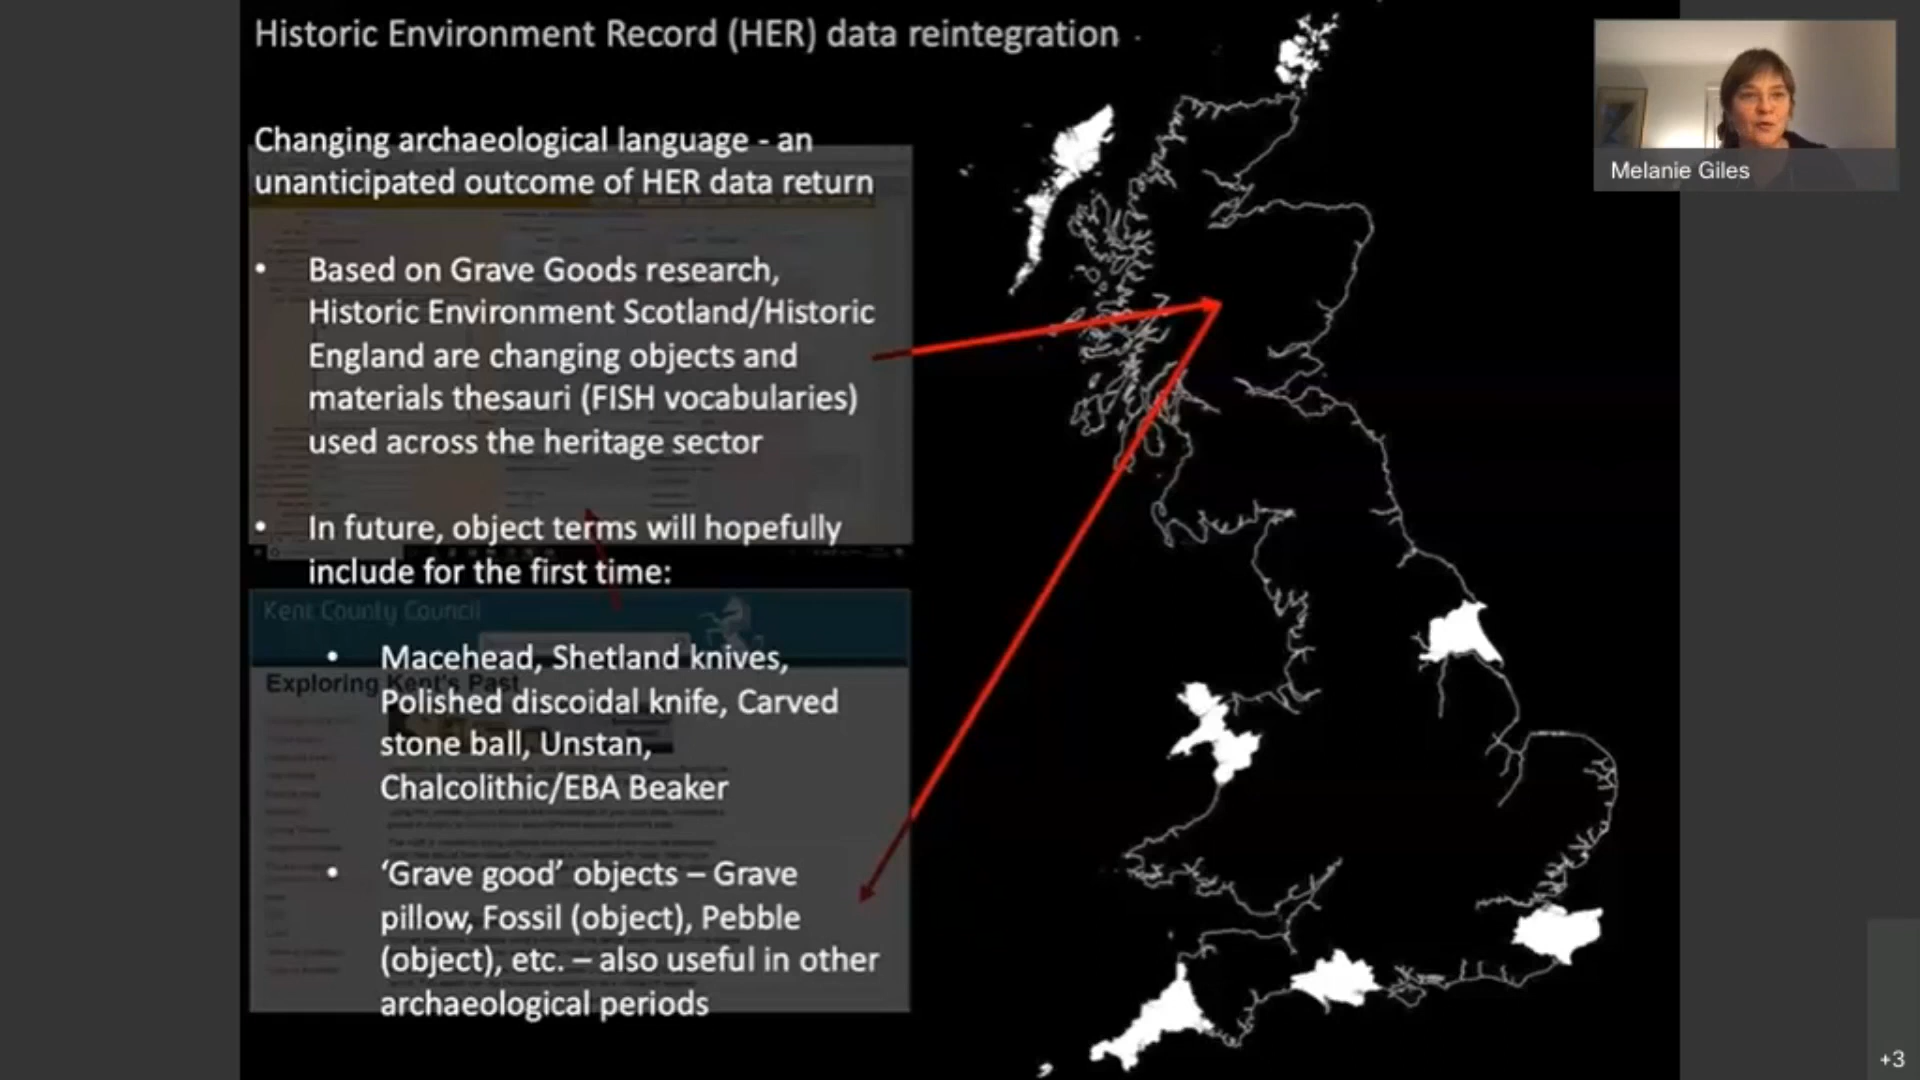 Historic Environment Record (HER) data reintegration
Melanie Giles
Changing archaeological language - an
unanticipated outcome of HER data return
• Based on Grave Goods research,
Historic Environment Scotland/Historic
England are changing objects and
materials thesauri (FISH vocabularies)
used across the heritage sector
• In future, object terms will hopefully
include for the first time:
Kent County Council
• Macehead, Shetland knives,
Exploring Kent's Past
Polished discoidal knife, Carved
stone ball, Unstan,
Chalcolithic/EBA Beaker
• ‘Grave good’ objects – Grave
pillow, Fossil (object), Pebble
(object), etc. – also useful in other
archaeological periods
+3